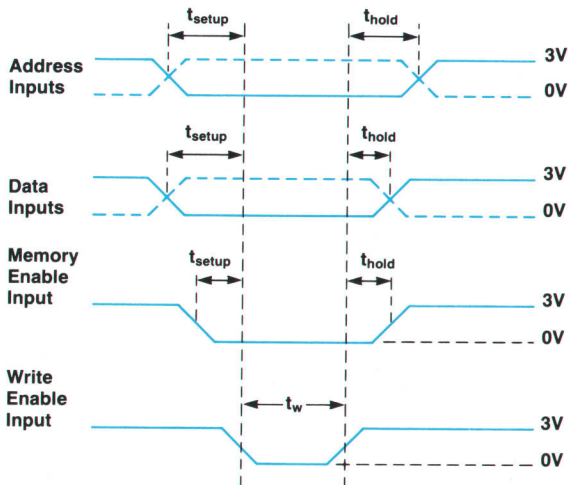 tsetup
thold
Address
Inputs
3V
0V
tsetup
thold
Data
Inputs
3V
0V
Memory
Enable
Input
tsetup
thold
3V
0V
Write
Enable
Input
tw
3V
0V